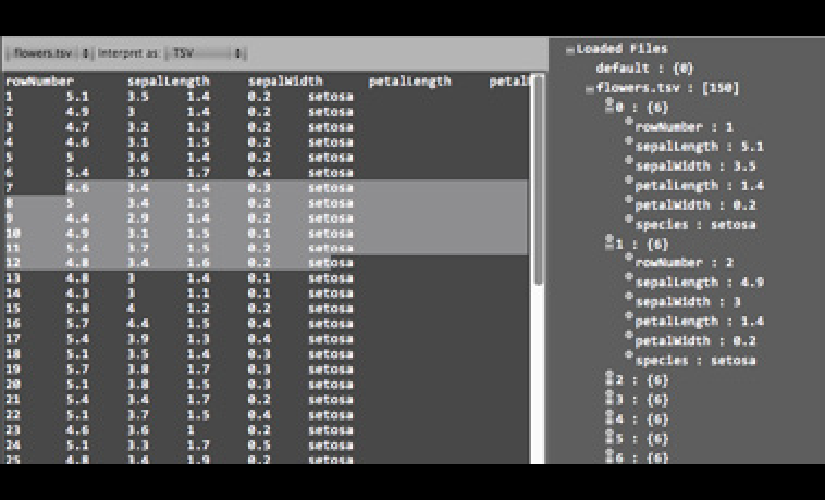 flowers.tsv Interpret as: TSV
rowNumber sepalLength sepalWidth petalLength petal
1 5.1 3.5 1.4 0.2 setosa
2 4.9 3 1.4 0.2 setosa
3 4.7 3.2 1.3 0.2 setosa
4 4.6 3.1 1.5 0.2 setosa
5 5 3.6 1.4 0.2 setosa
6 5.4 3.9 1.7 0.4 setosa
7 4.6 3.4 1.4 0.3 setosa
8 5 3.4 1.5 0.2 setosa
9 4.4 2.9 1.4 0.2 setosa
10 4.9 3.1 1.5 0.1 setosa
11 5.4 3.7 1.5 0.2 setosa
12 4.8 3.4 1.6 0.2 setosa
13 4.8 3 1.4 0.1 setosa
14 4.3 3 1.1 0.1 setosa
15 5.8 4 1.2 0.2 setosa
16 5.7 4.4 1.5 0.4 setosa
17 5.4 3.9 1.3 0.4 setosa
18 5.1 3.5 1.4 0.3 setosa
19 5.7 3.8 1.7 0.3 setosa
20 5.1 3.8 1.5 0.3 setosa
21 5.4 3.4 1.7 0.2 setosa
22 5.1 3.7 1.5 0.4 setosa
23 4.6 3.6 1 0.2 setosa
24 5.1 3.3 1.7 0.5 setosa
25 4.8 3.4 1.9 0.2 setosa
Loaded Files
default : {0}
flowers.tsv : [150]
0 : {6}
rowNumber : 1
sepalLength : 5.1
sepalWidth : 3.5
petalLength : 1.4
petalWidth : 0.2
species : setosa
1 : {6}
rowNumber : 2
sepalLength : 4.9
sepalWidth : 3
petalLength : 1.4
petalWidth : 0.2
species : setosa
2 : {6}
3 : {6}
4 : {6}
5 : {6}
6 : {6}